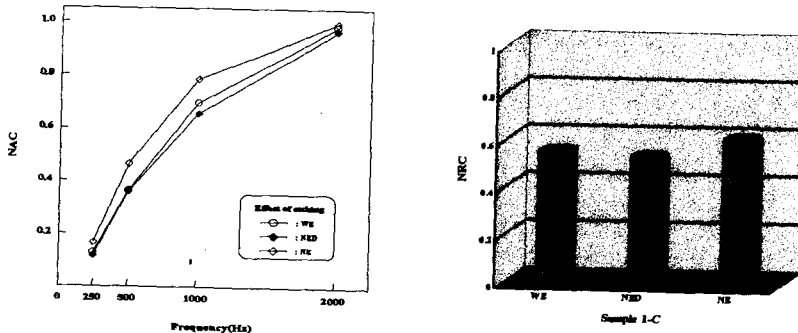 1.0
0.8
0.6
0.4
0.2
NAC
0 250 500 1000 2000
Frequency(Hz)
Effect of etching
: WE
: NED
: NE
1
0.8
0.6
0.4
0.2
0
NRC
WE NED NE
Sample 1-C